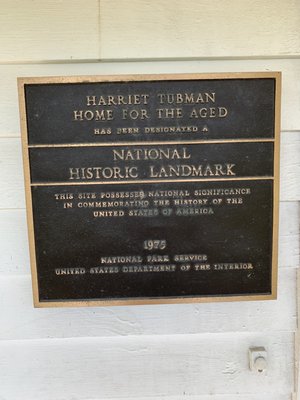 HARRIET TUBMAN
HOME FOR THE AGED
HAS BEEN DESIGNATED A
NATIONAL
HISTORIC LANDMARK
THIS SITE POSSESSES NATIONAL SIGNIFICANCE
IN COMMEMORATING THE HISTORY OF THE
UNITED STATES OF AMERICA
1975
NATIONAL PARK SERVICE
UNITED STATES DEPARTMENT OF THE INTERIOR